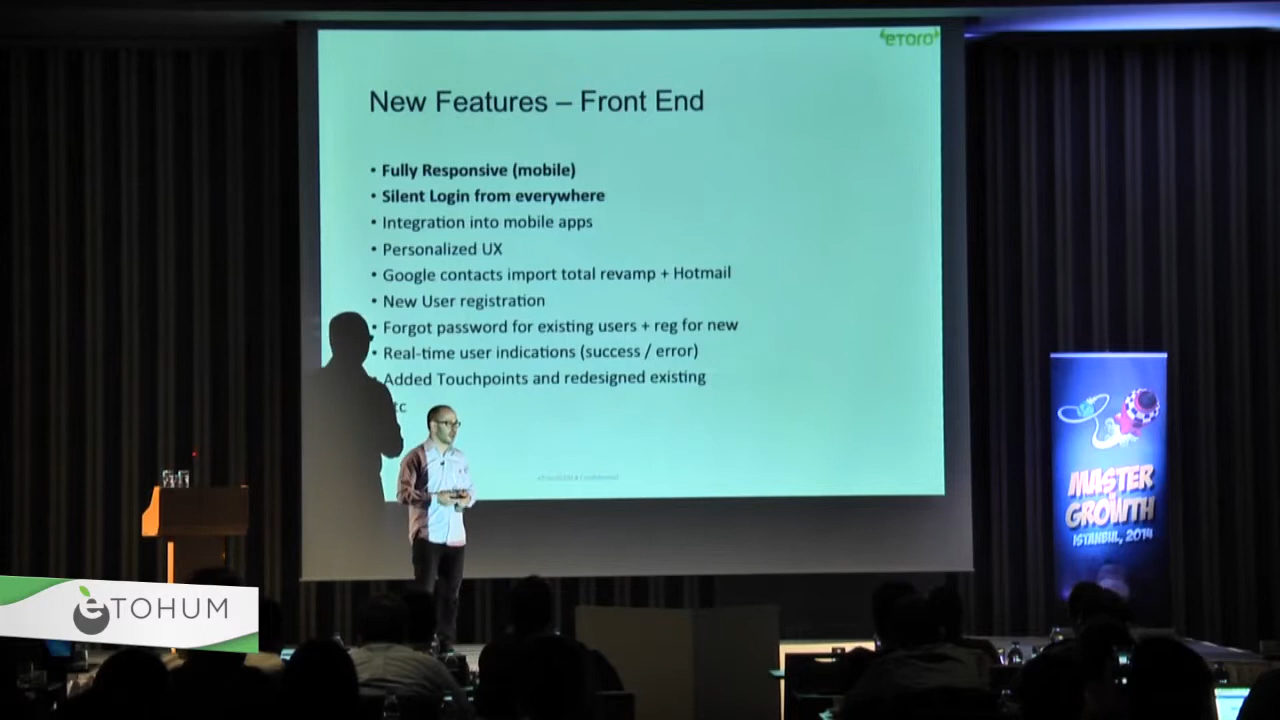 eToro
New Features – Front End
• Fully Responsive (mobile)
• Silent Login from everywhere
• Integration into mobile apps
• Personalized UX
• Google contacts import total revamp + Hotmail
• New User registration
• Forgot password for existing users + reg for new
• Real-time user indications (success / error)
Added Touchpoints and redesigned existing
tc
MASTER
GROWTH
ISTANBUL, 2014
eTOHUM